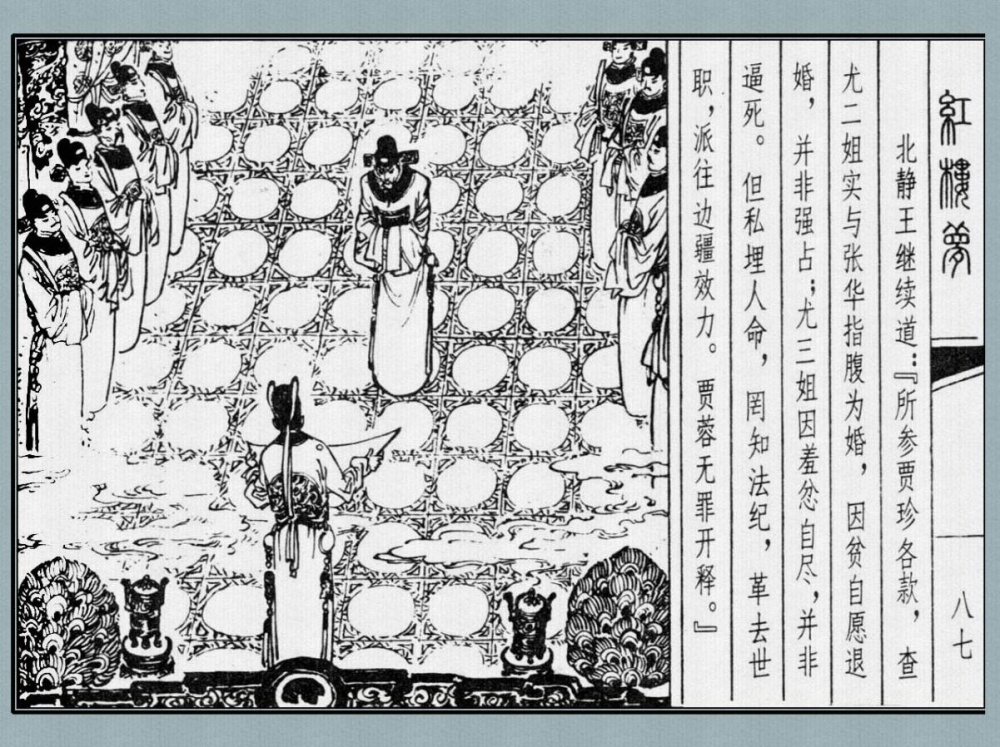 紅樓夢
八七
北静王继续道：『所参贾珍各款，查
尤二姐实与张华指腹为婚，因贫自愿退
婚，并非强占；尤三姐因羞忿自尽，并非
逼死。但私埋人命，罔知法纪，革去世
职，派往边疆效力。贾蓉无罪开释。』